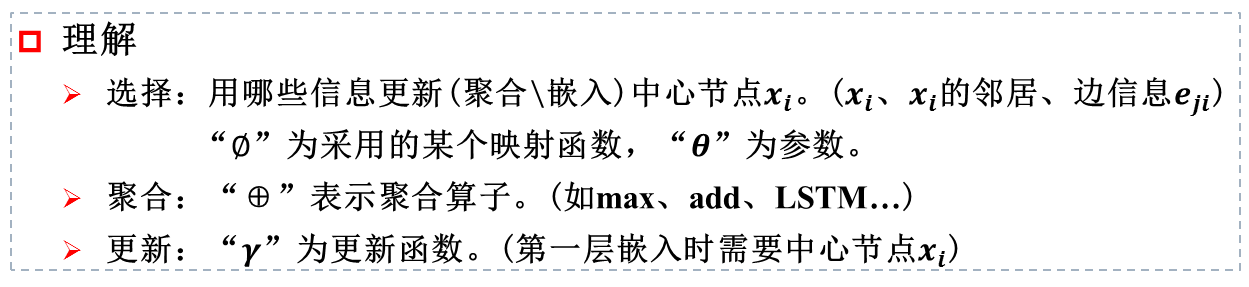 理解
选择：用哪些信息更新(聚合\嵌入)中心节点xᵢ。(xᵢ、xᵢ的邻居、边信息eⱼᵢ)
“∅”为采用的某个映射函数，“θ”为参数。
聚合：“⊕”表示聚合算子。(如max、add、LSTM…)
更新：“γ”为更新函数。(第一层嵌入时需要中心节点xᵢ)